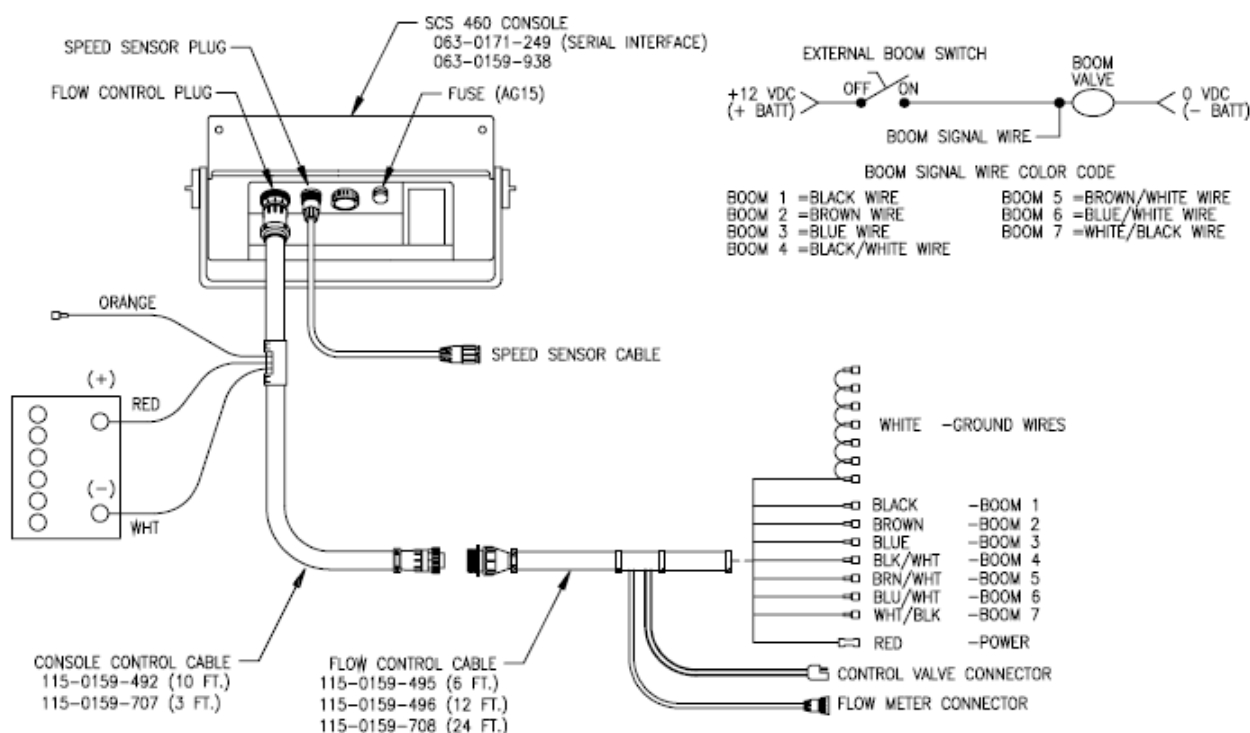 SCS 460 CONSOLE
063-0171-249 (SERIAL INTERFACE)
063-0159-938
SPEED SENSOR PLUG
FLOW CONTROL PLUG
FUSE (AG15)
EXTERNAL BOOM SWITCH
BOOM
VALVE
+12 VDC
(+ BATT)
OFF
ON
0 VDC
(- BATT)
BOOM SIGNAL WIRE
BOOM SIGNAL WIRE COLOR CODE
BOOM 1 =BLACK WIRE
BOOM 2 =BROWN WIRE
BOOM 3 =BLUE WIRE
BOOM 4 =BLACK/WHITE WIRE
BOOM 5 =BROWN/WHITE WIRE
BOOM 6 =BLUE/WHITE WIRE
BOOM 7 =WHITE/BLACK WIRE
ORANGE
SPEED SENSOR CABLE
(+)
RED
(-)
WHT
WHITE -GROUND WIRES
BLACK -BOOM 1
BROWN -BOOM 2
BLUE -BOOM 3
BLK/WHT -BOOM 4
BRN/WHT -BOOM 5
BLU/WHT -BOOM 6
WHT/BLK -BOOM 7
RED -POWER
CONTROL VALVE CONNECTOR
FLOW METER CONNECTOR
CONSOLE CONTROL CABLE
115-0159-492 (10 FT.)
115-0159-707 (3 FT.)
FLOW CONTROL CABLE
115-0159-495 (6 FT.)
115-0159-496 (12 FT.)
115-0159-708 (24 FT.)